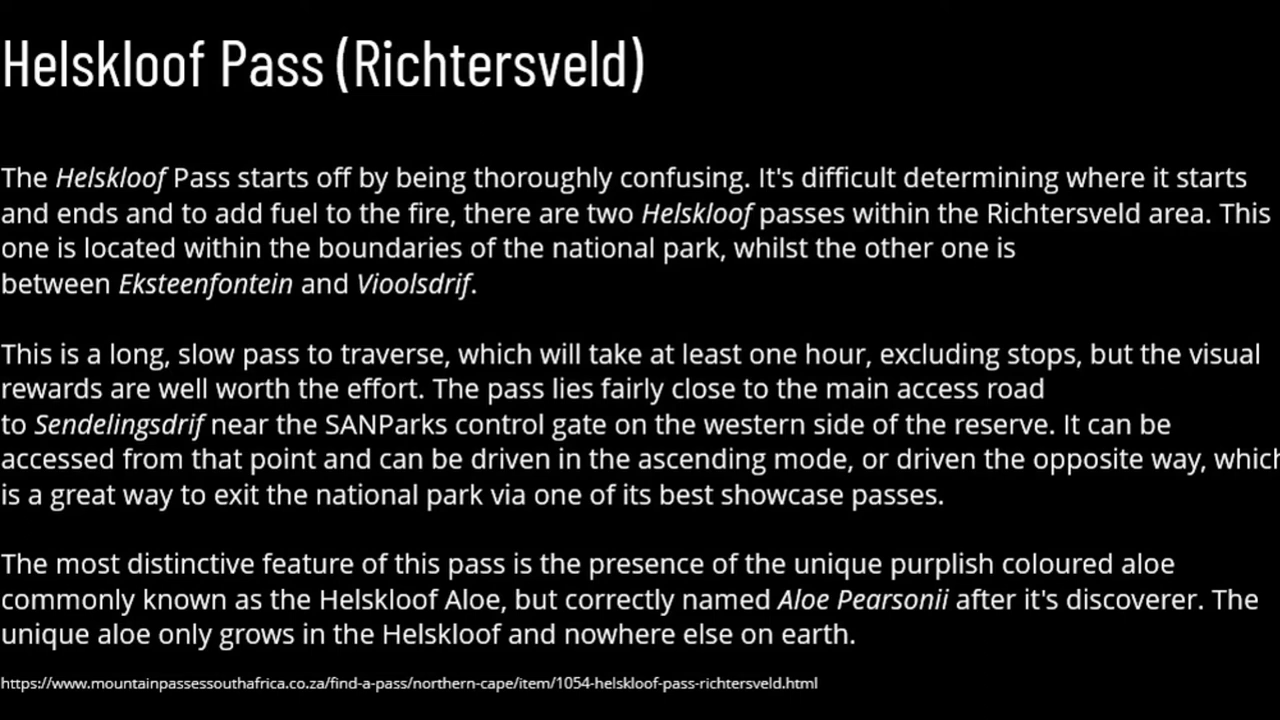 Helskloof Pass (Richtersveld)
The Helskloof Pass starts off by being thoroughly confusing. It's difficult determining where it starts
and ends and to add fuel to the fire, there are two Helskloof passes within the Richtersveld area. This
one is located within the boundaries of the national park, whilst the other one is
between Eksteenfontein and Vioolsdrif.
This is a long, slow pass to traverse, which will take at least one hour, excluding stops, but the visual
rewards are well worth the effort. The pass lies fairly close to the main access road
to Sendelingsdrif near the SANParks control gate on the western side of the reserve. It can be
accessed from that point and can be driven in the ascending mode, or driven the opposite way, which
is a great way to exit the national park via one of its best showcase passes.
The most distinctive feature of this pass is the presence of the unique purplish coloured aloe
commonly known as the Helskloof Aloe, but correctly named Aloe Pearsonii after it's discoverer. The
unique aloe only grows in the Helskloof and nowhere else on earth.
https://www.mountainpassessouthafrica.co.za/find-a-pass/northern-cape/item/1054-helskloof-pass-richtersveld.html